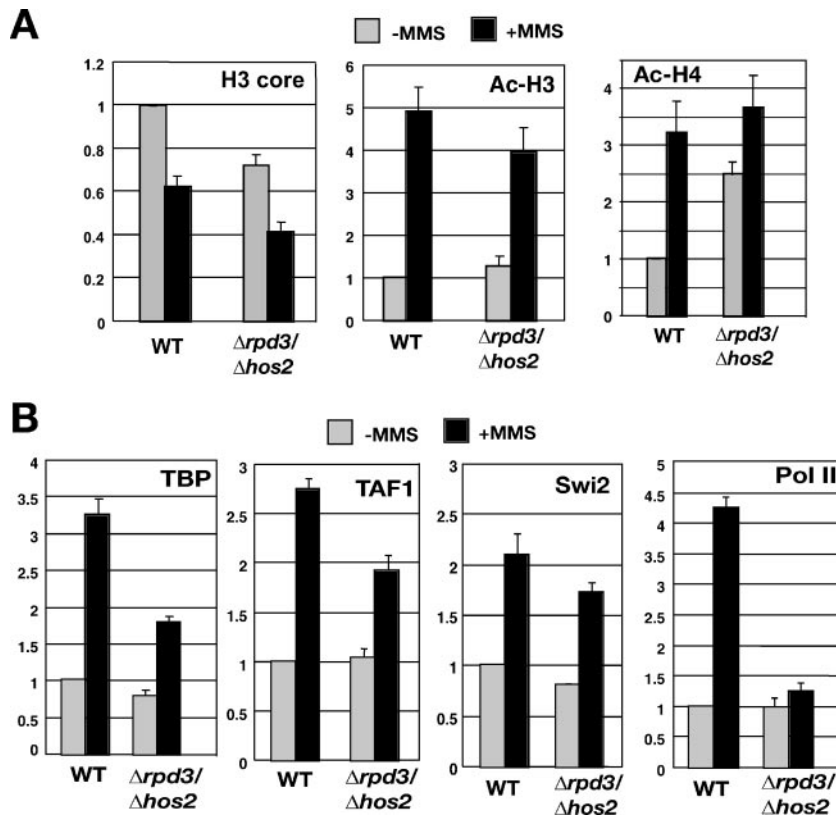 A
-MMS +MMS
H3 core
1.2
1
0.8
0.6
0.4
0.2
0
WT Δrpd3/
Δhos2
Ac-H3
6
5
4
3
2
1
0
WT Δrpd3/
Δhos2
Ac-H4
4
3
2
1
0
WT Δrpd3/
Δhos2
B
-MMS +MMS
TBP
4
3.5
3
2.5
2
1.5
1
0.5
0
WT Δrpd3/
Δhos2
TAF1
3
2.5
2
1.5
1
0.5
0
WT Δrpd3/
Δhos2
Swi2
3
2.5
2
1.5
1
0.5
0
WT Δrpd3/
Δhos2
Pol II
5
4.5
4
3.5
3
2.5
2
1.5
1
0.5
0
WT Δrpd3/
Δhos2